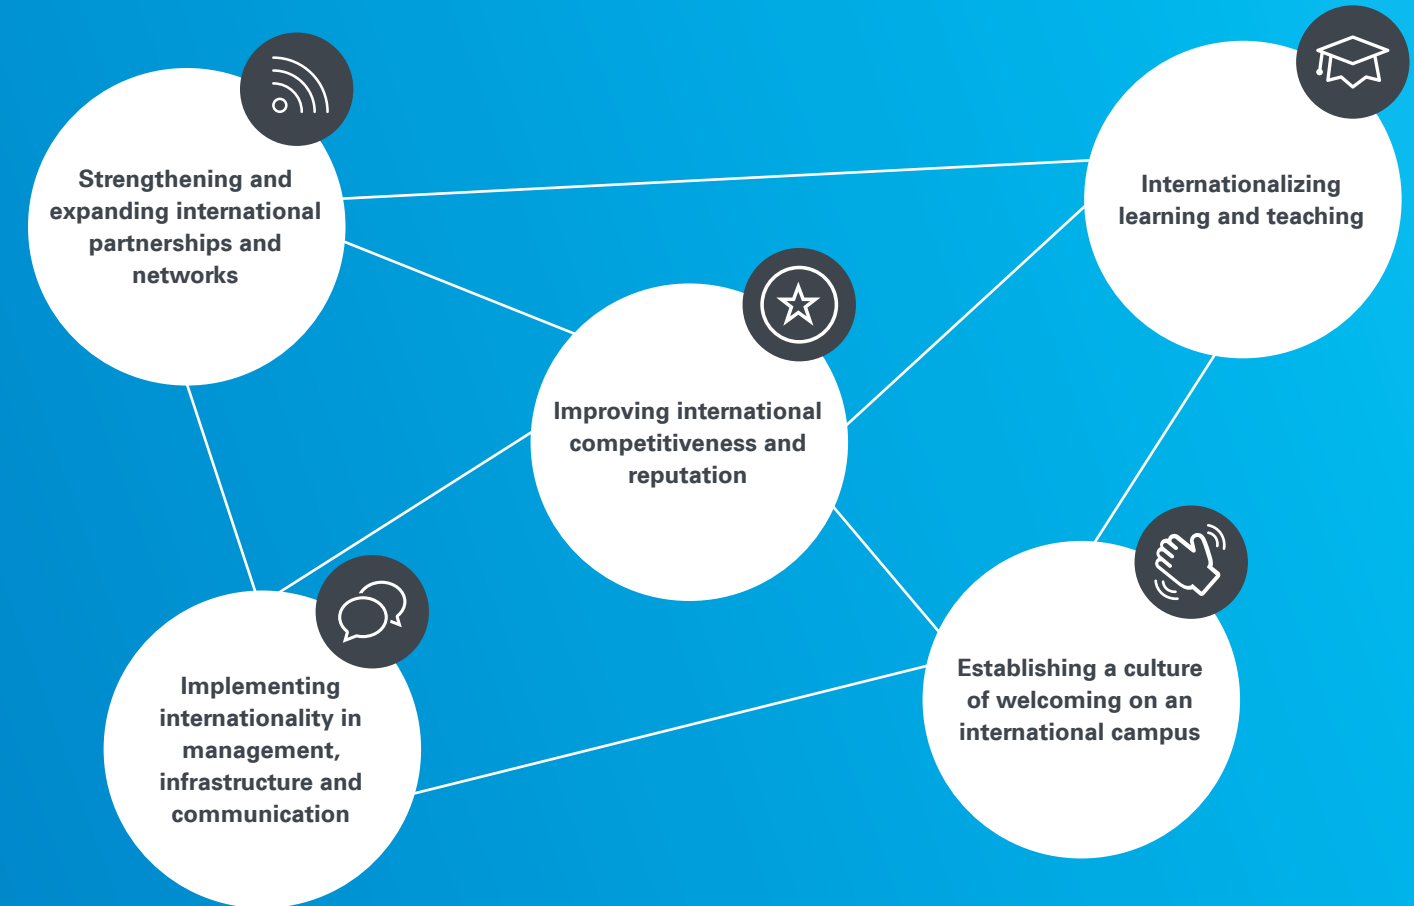 Strengthening and
expanding international
partnerships and
networks
Internationalizing
learning and teaching
Improving international
competitiveness and
reputation
Implementing
internationality in
management,
infrastructure and
communication
Establishing a culture
of welcoming on an
international campus